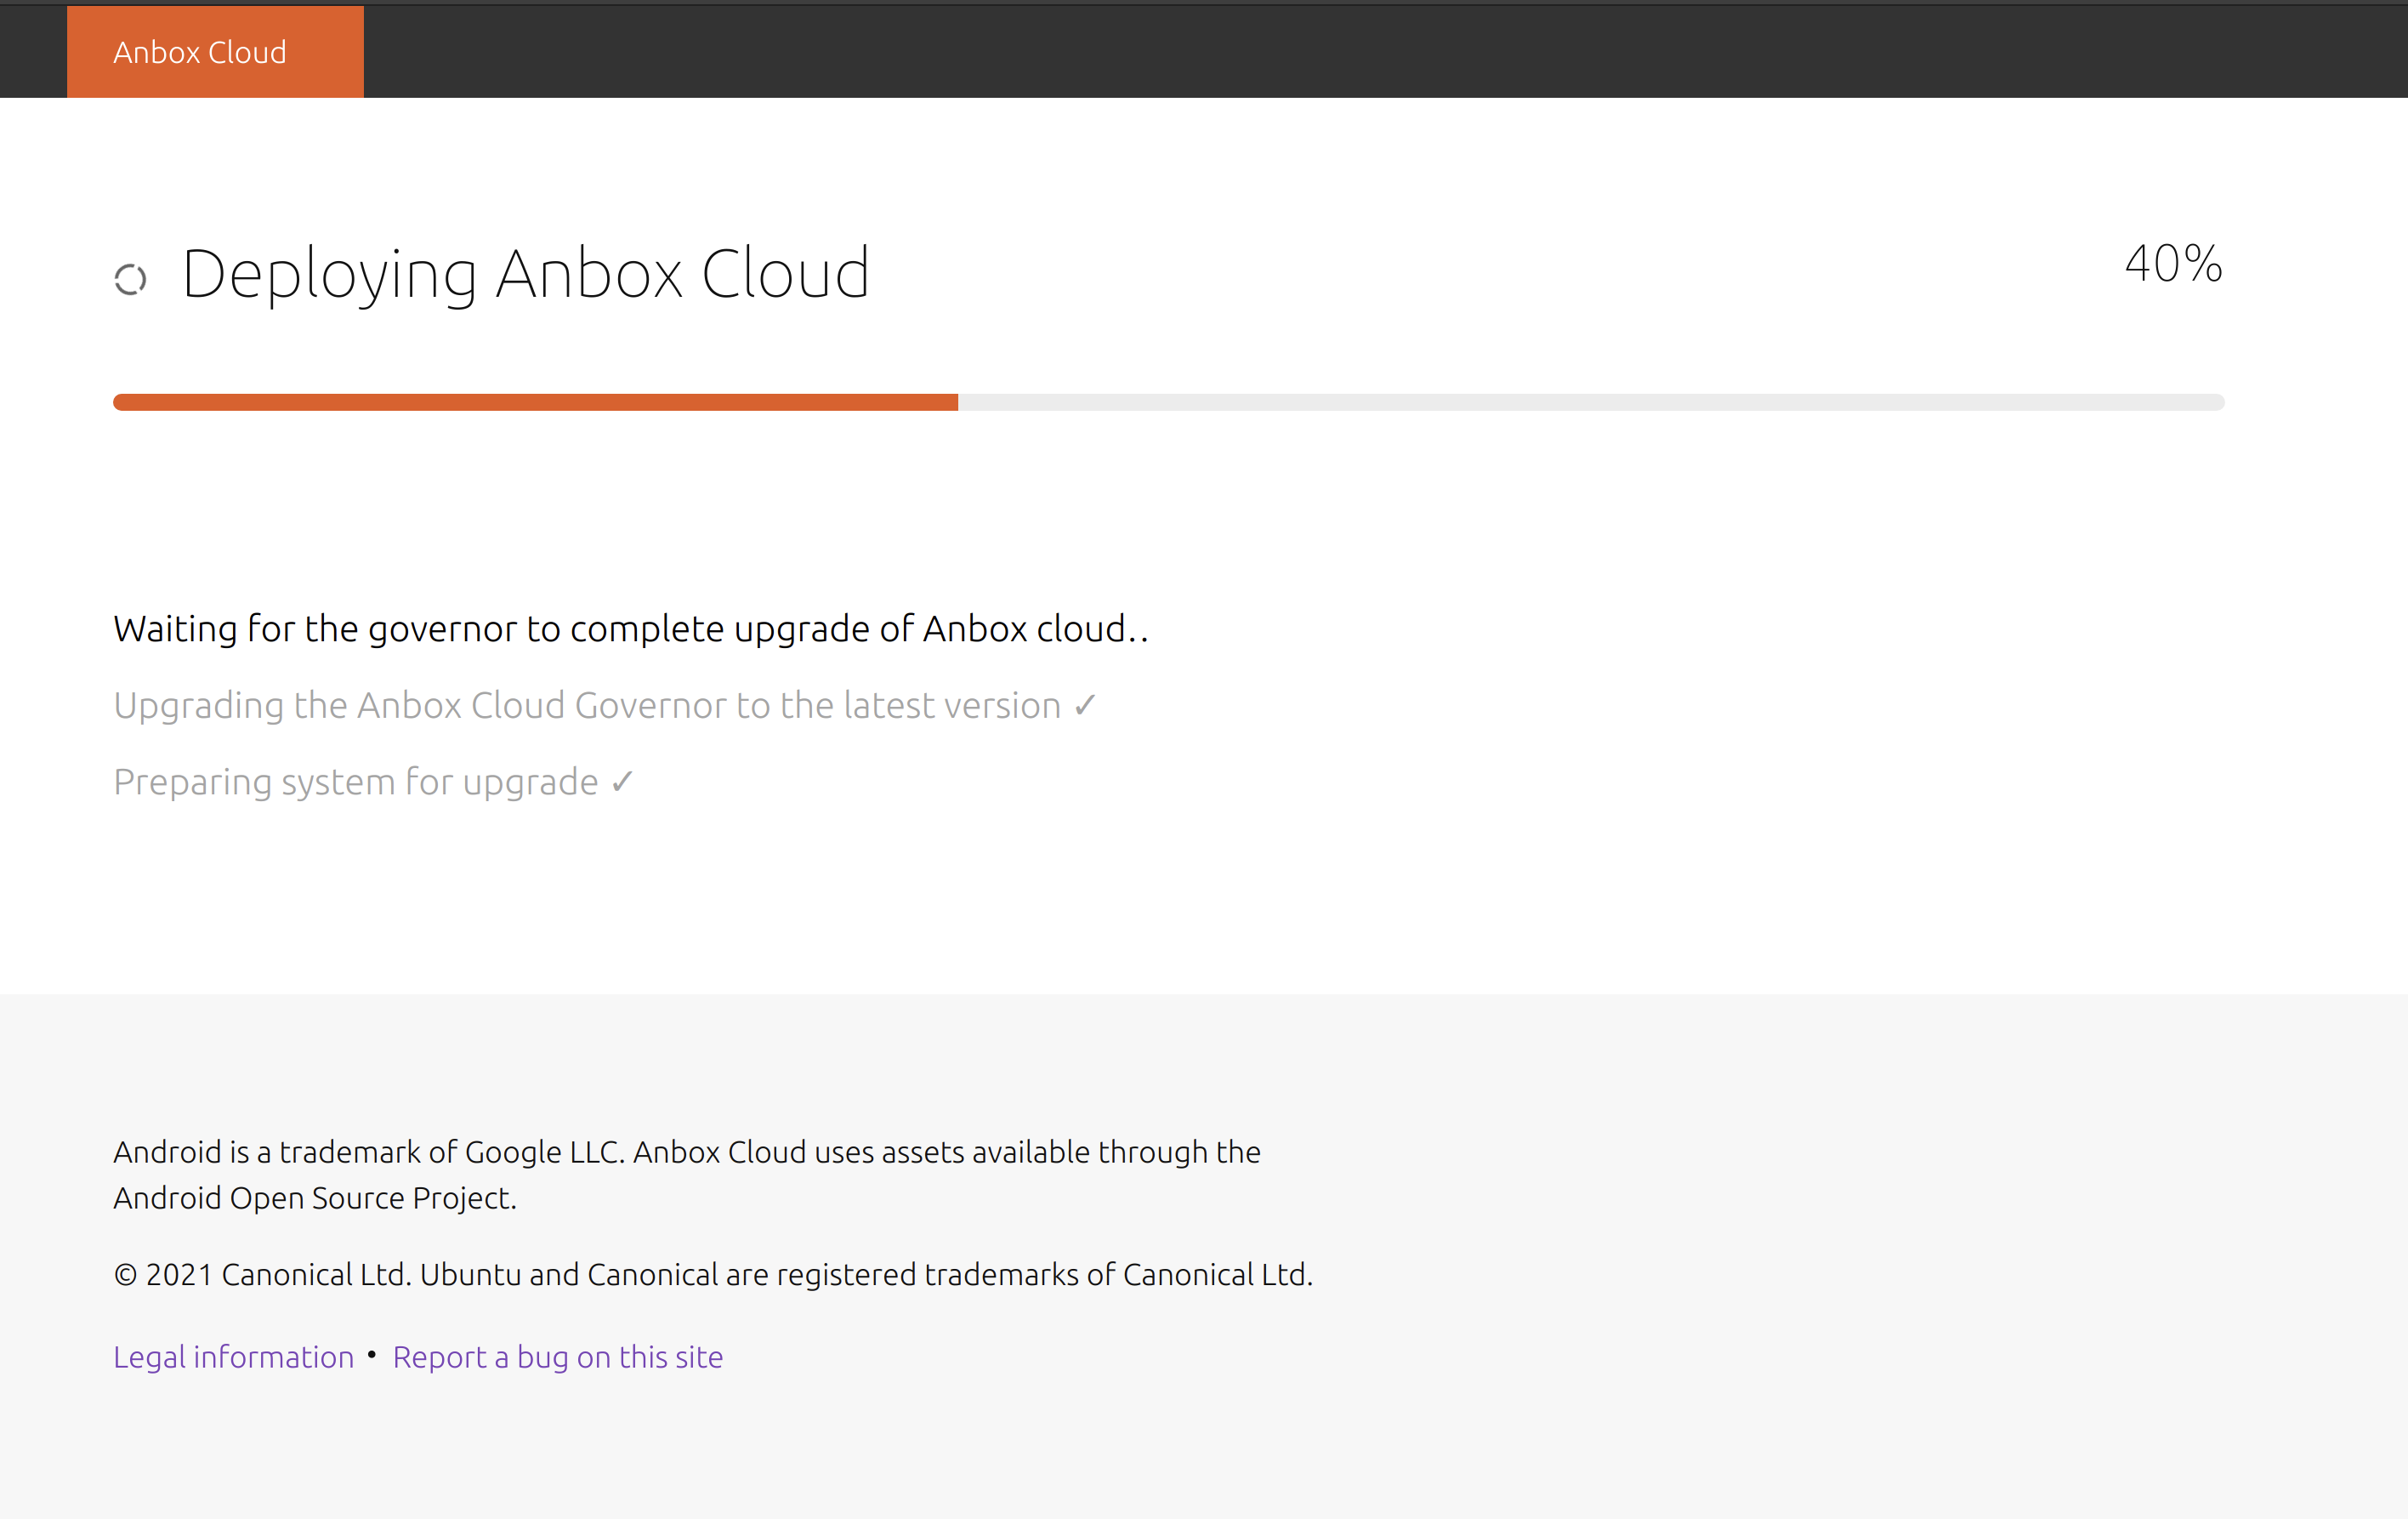 Anbox Cloud
Deploying Anbox Cloud
40%
Waiting for the governor to complete upgrade of Anbox cloud..
Upgrading the Anbox Cloud Governor to the latest version ✓
Preparing system for upgrade ✓
Android is a trademark of Google LLC. Anbox Cloud uses assets available through the
Android Open Source Project.
© 2021 Canonical Ltd. Ubuntu and Canonical are registered trademarks of Canonical Ltd.
Legal information • Report a bug on this site